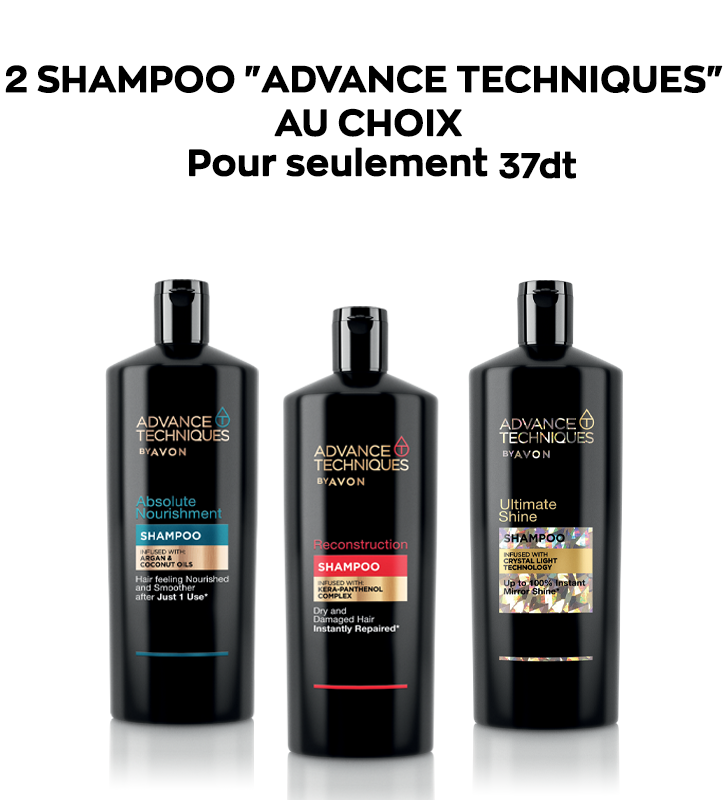 2 SHAMPOO "ADVANCE TECHNIQUES"
AU CHOIX
Pour seulement 37dt
ADVANCE T
TECHNIQUES
BY AVON
Absolute
Nourishment
SHAMPOO
INFUSED WITH:
ARGAN &
COCONUT OILS
Hair feeling Nourished
and Smoother
after Just 1 Use*
ADVANCE T
TECHNIQUES
BY AVON
Reconstruction
SHAMPOO
INFUSED WITH:
KERA-PANTHENOL
COMPLEX
Dry and
Damaged Hair
Instantly Repaired*
ADVANCE T
TECHNIQUES
BY AVON
Ultimate
Shine
SHAMPOO
INFUSED WITH
CRYSTAL LIGHT
TECHNOLOGY
Up to 100% Instant
Mirror Shine*